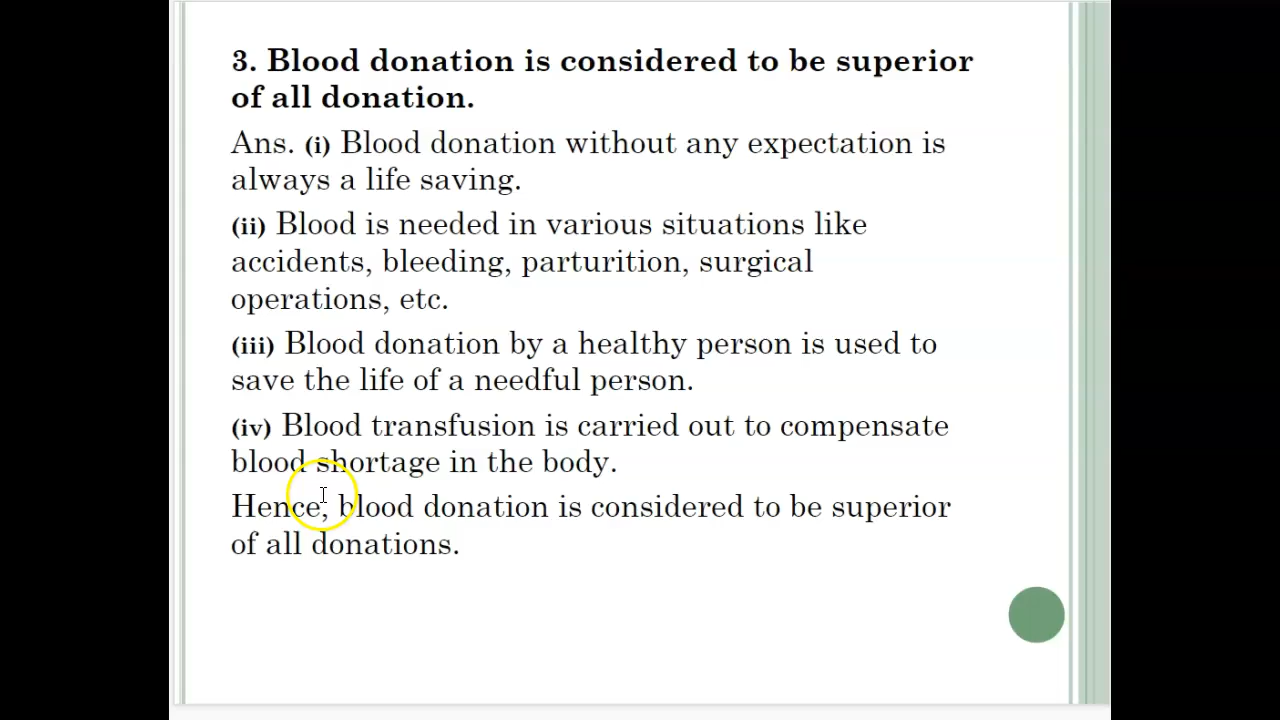 3. Blood donation is considered to be superior
of all donation.
Ans. (i) Blood donation without any expectation is
always a life saving.
(ii) Blood is needed in various situations like
accidents, bleeding, parturition, surgical
operations, etc.
(iii) Blood donation by a healthy person is used to
save the life of a needful person.
(iv) Blood transfusion is carried out to compensate
blood shortage in the body.
Hence, blood donation is considered to be superior
of all donations.